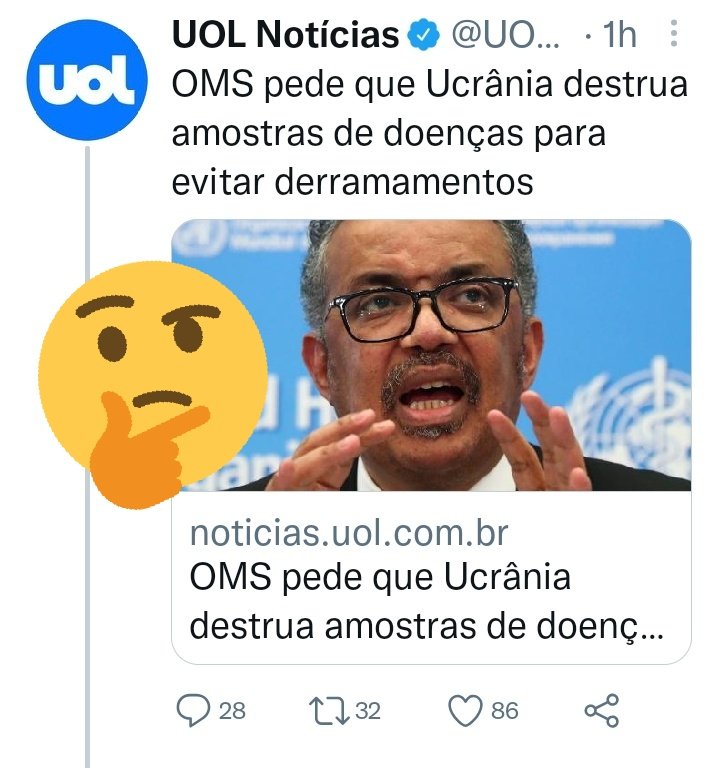 uol
UOL Notícias @UO... · 1h
OMS pede que Ucrânia destrua
amostras de doenças para
evitar derramamentos
noticias.uol.com.br
OMS pede que Ucrânia
destrua amostras de doenç...
28 32 86